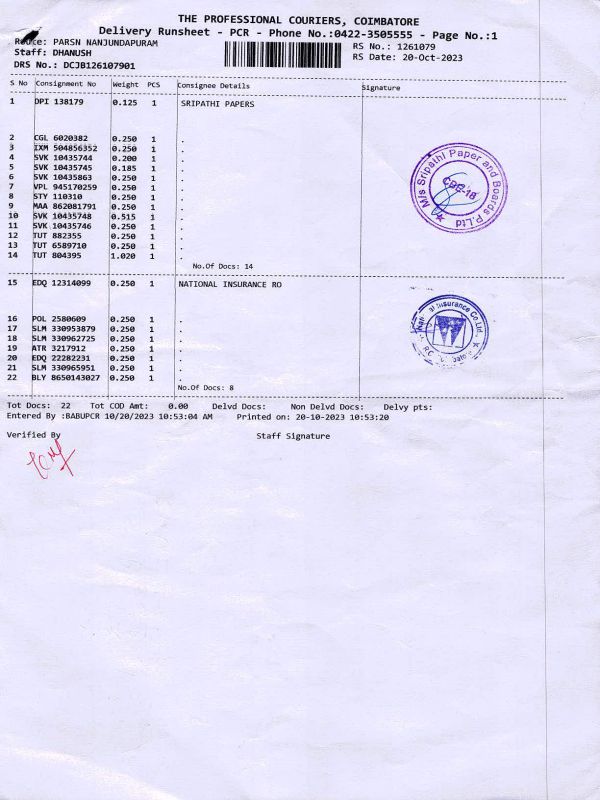 THE PROFESSIONAL COURIERS, COIMBATORE
Delivery Runsheet - PCR - Phone No.:0422-3505555 - Page No.:1
Route: PARSN NANJUNDAPURAM
RS No.: 1261079
Staff: DHANUSH
RS Date: 20-Oct-2023
DRS No.: DCJB126107901
S No Consignment No Weight PCS Consignee Details Signature
1 DPI 138179 0.125 1 SRIPATHI PAPERS
2 CGL 6020382 0.250 1 .
3 IXM 504856352 0.250 1 .
4 SVK 10435744 0.200 1 .
5 SVK 10435745 0.185 1 .
6 SVK 10435863 0.250 1 .
7 VPL 945170259 0.250 1 .
8 STY 110310 0.250 1 .
9 MAA 862081791 0.250 1 .
10 SVK 10435748 0.515 1 .
11 SVK 10435746 0.250 1 .
12 TUT 882355 0.250 1 .
13 TUT 6589710 0.250 1 .
14 TUT 804395 1.020 1 .
No.Of Docs: 14
M/s Sripathi Paper and Boards P.Ltd
CBE-18
15 EDQ 12314099 0.250 1 NATIONAL INSURANCE RO
16 POL 2580609 0.250 1 .
17 SLM 330953879 0.250 1 .
18 SLM 330962725 0.250 1 .
19 ATR 3217912 0.250 1 .
20 EDQ 22282231 0.250 1 .
21 SLM 330965951 0.250 1 .
22 BLY 8650143027 0.250 1 .
No.Of Docs: 8
Insurance Co Ltd.
Tot Docs: 22 Tot COD Amt: 0.00 Delvd Docs: Non Delvd Docs: Delvy pts:
Entered By :BABUPCR 10/20/2023 10:53:04 AM Printed on: 20-10-2023 10:53:20
Verified By Staff Signature